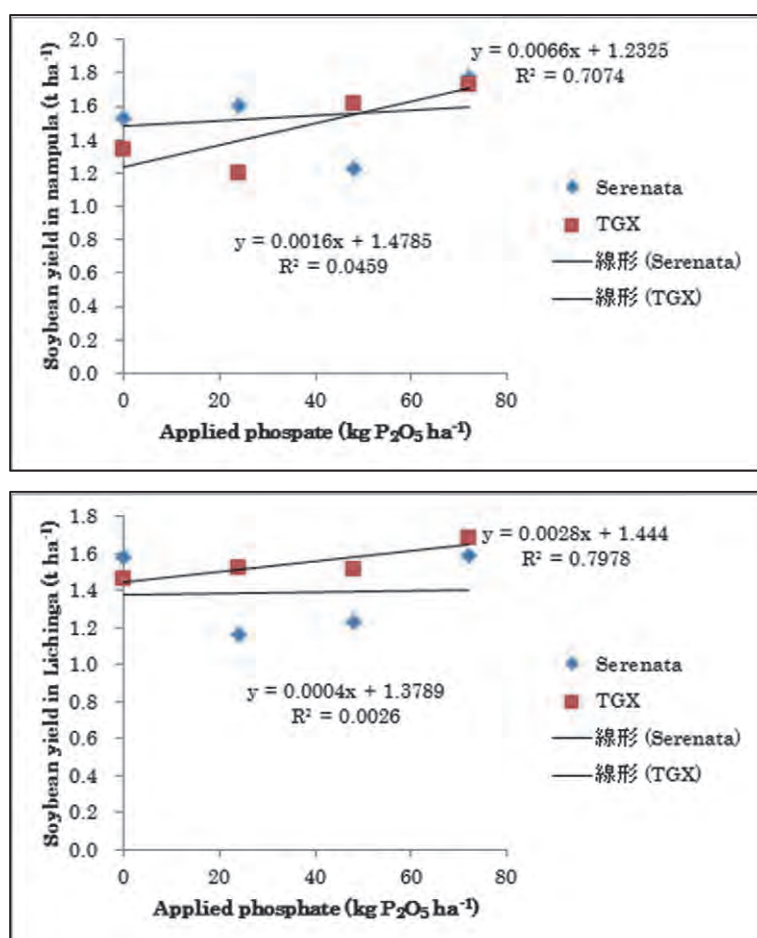 Soybean yield in nampula (t ha⁻¹)
2.0
1.8
1.6
1.4
1.2
1.0
0.8
0.6
0.4
0.2
0.0
y = 0.0066x + 1.2325
R² = 0.7074
y = 0.0016x + 1.4785
R² = 0.0459
0 20 40 60 80
Applied phospate (kg P₂O₅ ha⁻¹)
Serenata
TGX
線形 (Serenata)
線形 (TGX)
Soybean yield in Lichinga (t ha⁻¹)
1.8
1.6
1.4
1.2
1.0
0.8
0.6
0.4
0.2
0.0
y = 0.0028x + 1.444
R² = 0.7978
y = 0.0004x + 1.3789
R² = 0.0026
0 20 40 60 80
Applied phosphate (kg P₂O₅ ha⁻¹)
Serenata
TGX
線形 (Serenata)
線形 (TGX)